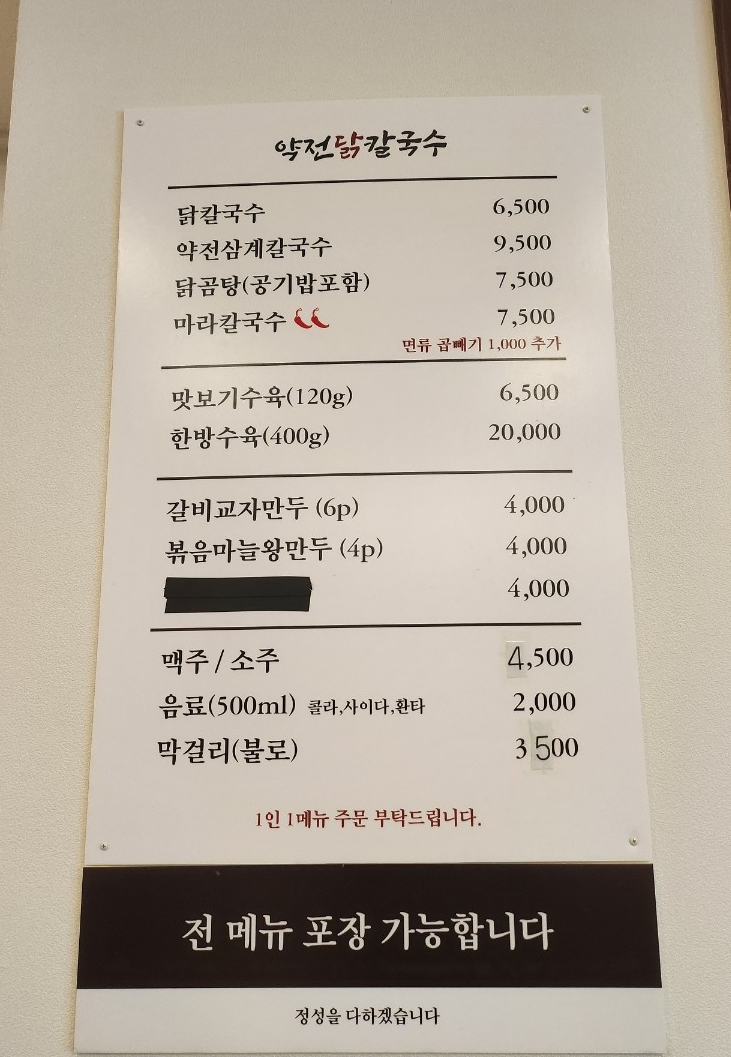 약전닭칼국수
닭칼국수 6,500
약전삼계칼국수 9,500
닭곰탕(공기밥포함) 7,500
마라칼국수 7,500
면류 곱빼기 1,000 추가
맛보기수육(120g) 6,500
한방수육(400g) 20,000
갈비교자만두 (6p) 4,000
볶음마늘왕만두 (4p) 4,000
4,000
맥주 / 소주 4,500
음료(500ml) 콜라,사이다,환타 2,000
막걸리(불로) 3 500
1인 1메뉴 주문 부탁드립니다.
전 메뉴 포장 가능합니다
정성을 다하겠습니다